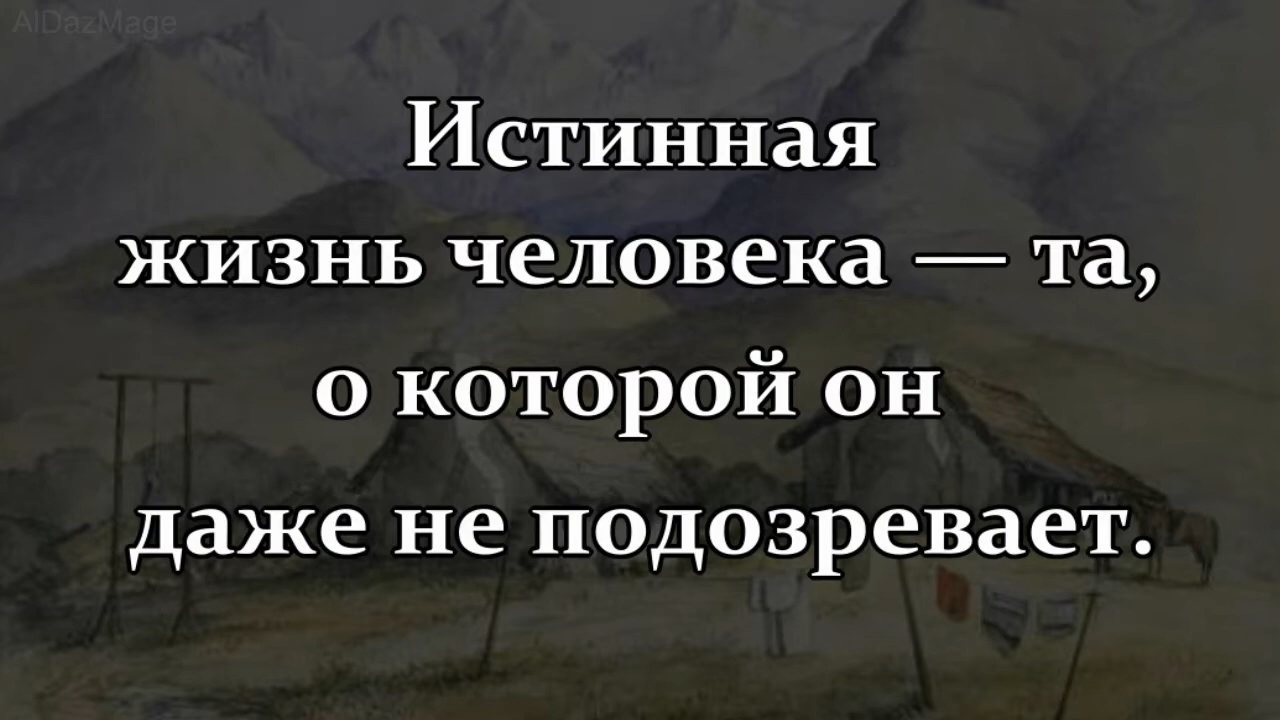 AlDazMage
Истинная
жизнь человека — та,
о которой он
даже не подозревает.